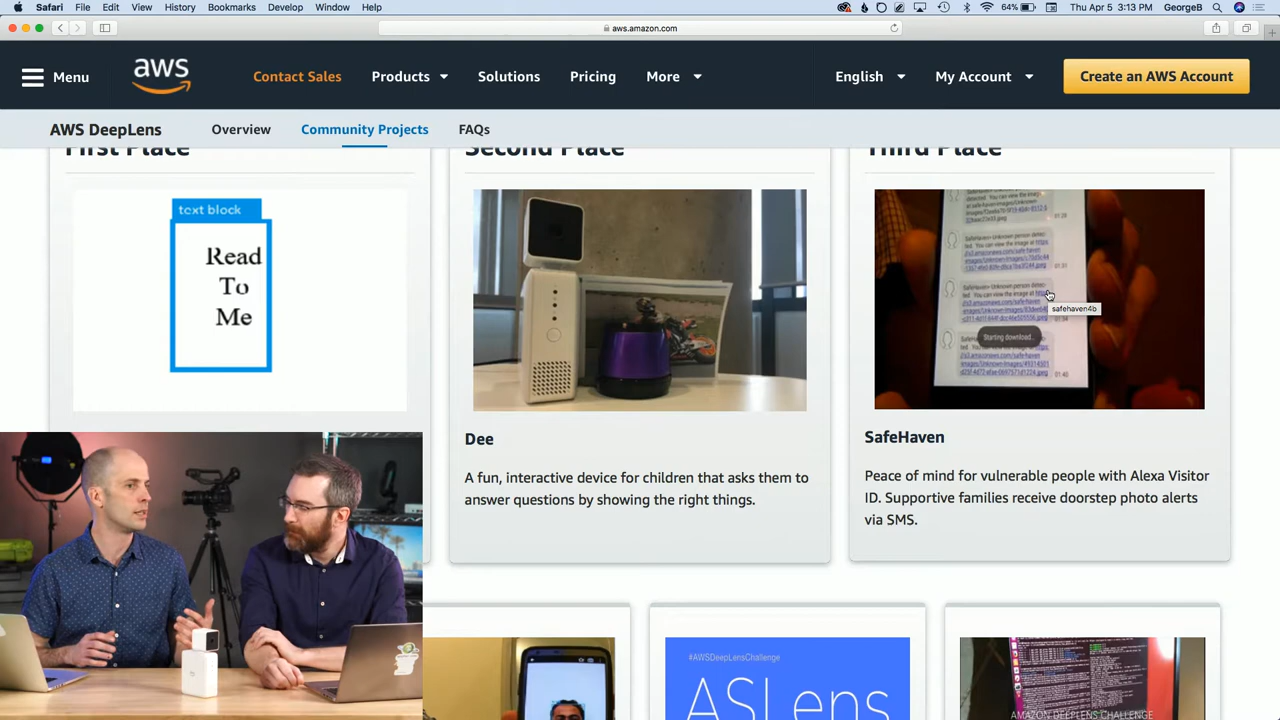 Safari File Edit View History Bookmarks Develop Window Help 64% Thu Apr 5 3:13 PM GeorgeB
aws.amazon.com
Menu aws Contact Sales Products Solutions Pricing More English My Account Create an AWS Account
AWS DeepLens Overview Community Projects FAQs
First Place Second Place Third Place
text block
Read
To
Me
safehaven4b
Starting download...
Dee
A fun, interactive device for children that asks them to
answer questions by showing the right things.
SafeHaven
Peace of mind for vulnerable people with Alexa Visitor
ID. Supportive families receive doorstep photo alerts
via SMS.
#AWSDeepLensChallenge
ASLens
AMAZON DEEPLENS CHALLENGE